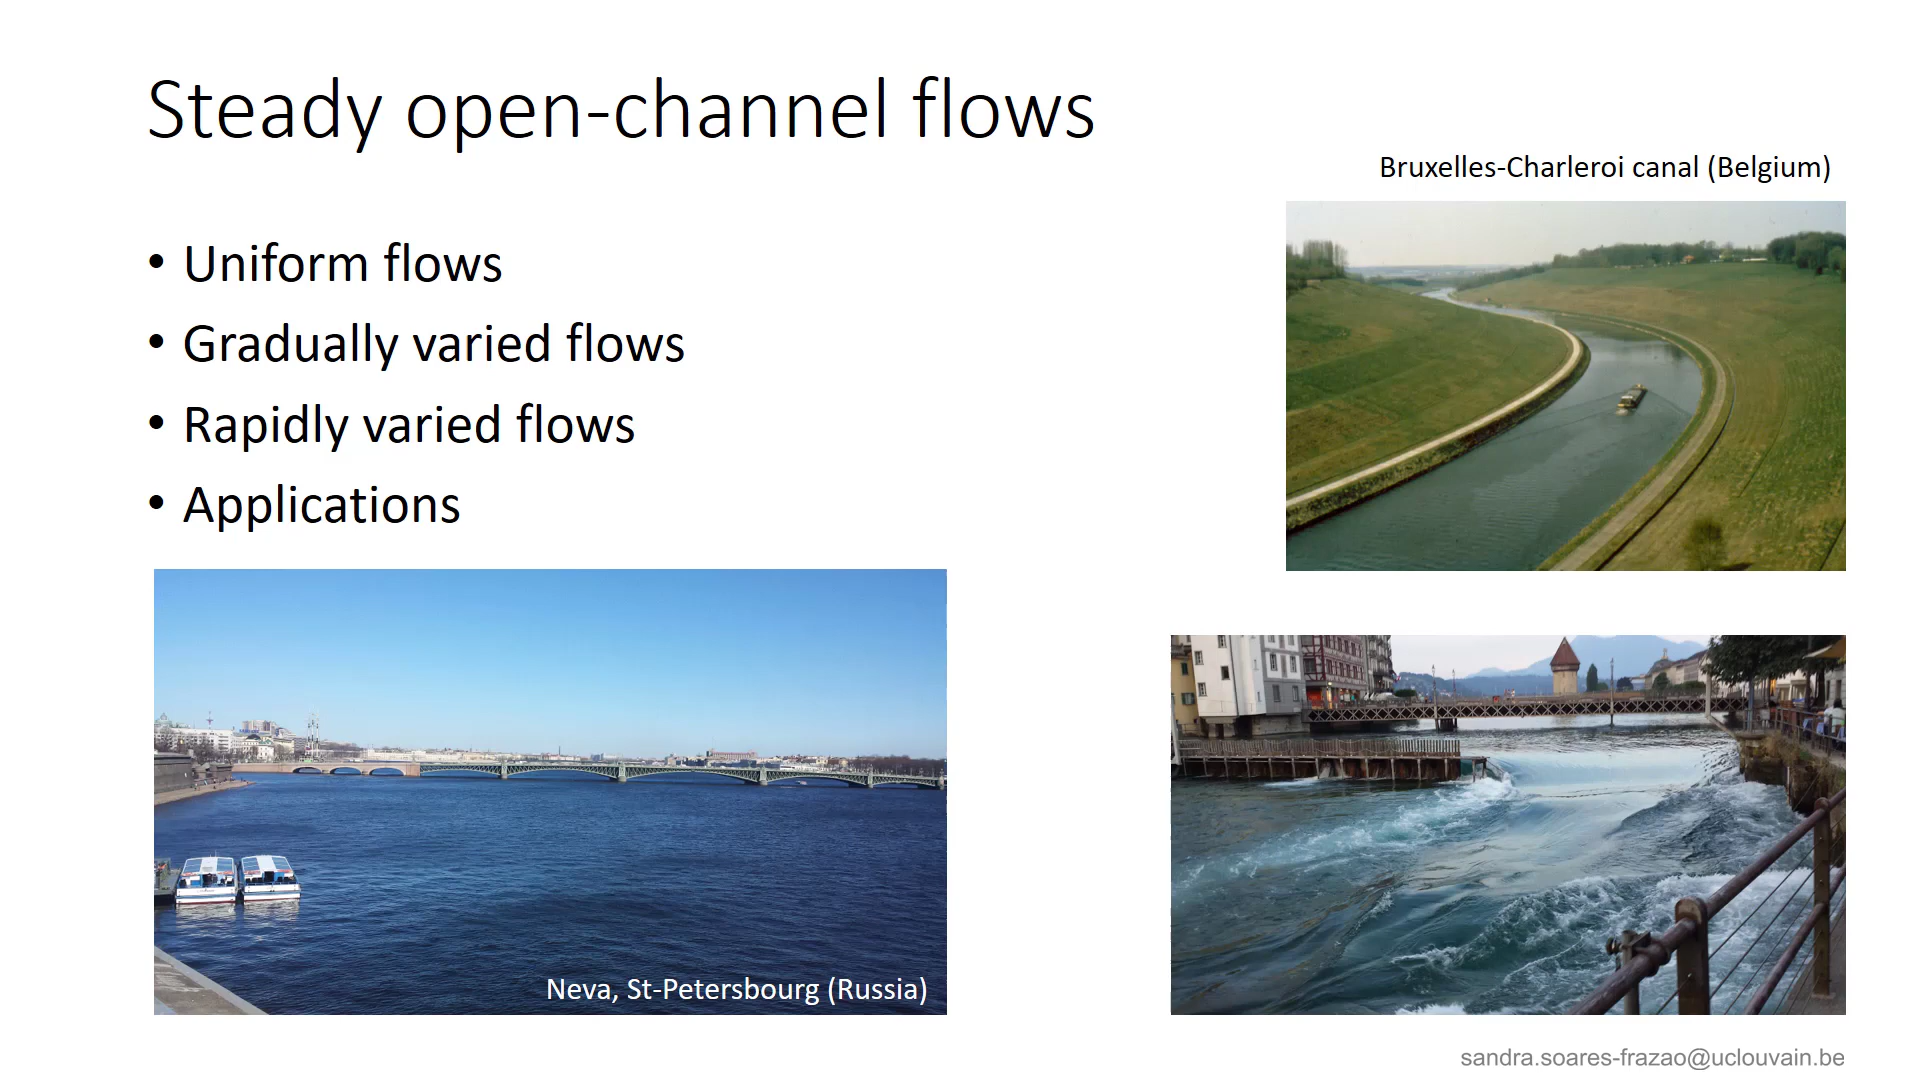 Steady open-channel flows
Bruxelles-Charleroi canal (Belgium)
• Uniform flows
• Gradually varied flows
• Rapidly varied flows
• Applications
Neva, St-Petersbourg (Russia)
sandra.soares-frazao@uclouvain.be